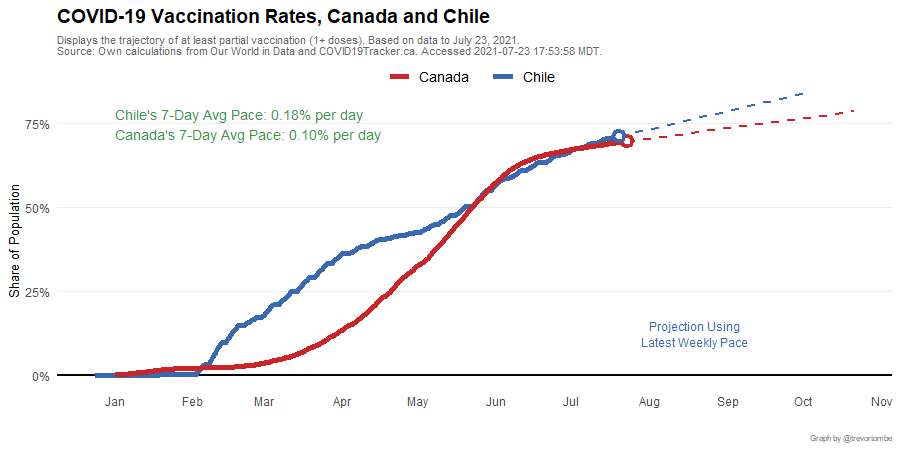 COVID-19 Vaccination Rates, Canada and Chile
Displays the trajectory of at least partial vaccination (1+ doses). Based on data to July 23, 2021.
Source: Own calculations from Our World in Data and COVID19Tracker.ca. Accessed 2021-07-23 17:53:58 MDT.
Canada Chile
Chile's 7-Day Avg Pace: 0.18% per day
Canada's 7-Day Avg Pace: 0.10% per day
75%
50%
25%
0%
Share of Population
Projection Using
Latest Weekly Pace
Jan Feb Mar Apr May Jun Jul Aug Sep Oct Nov
Graph by @trevortombe